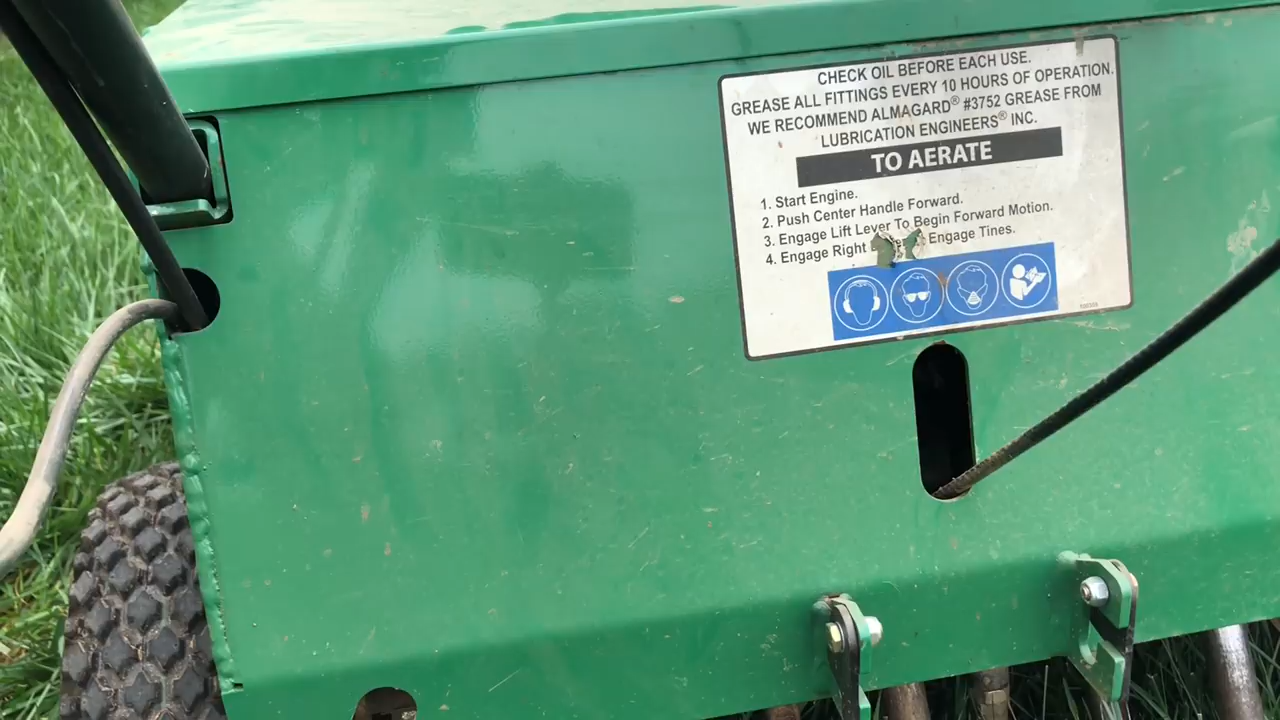 CHECK OIL BEFORE EACH USE.
GREASE ALL FITTINGS EVERY 10 HOURS OF OPERATION.
WE RECOMMEND ALMAGARD® #3752 GREASE FROM
LUBRICATION ENGINEERS® INC.
TO AERATE
1. Start Engine.
2. Push Center Handle Forward.
3. Engage Lift Lever To Begin Forward Motion.
4. Engage Right Engage Tines.